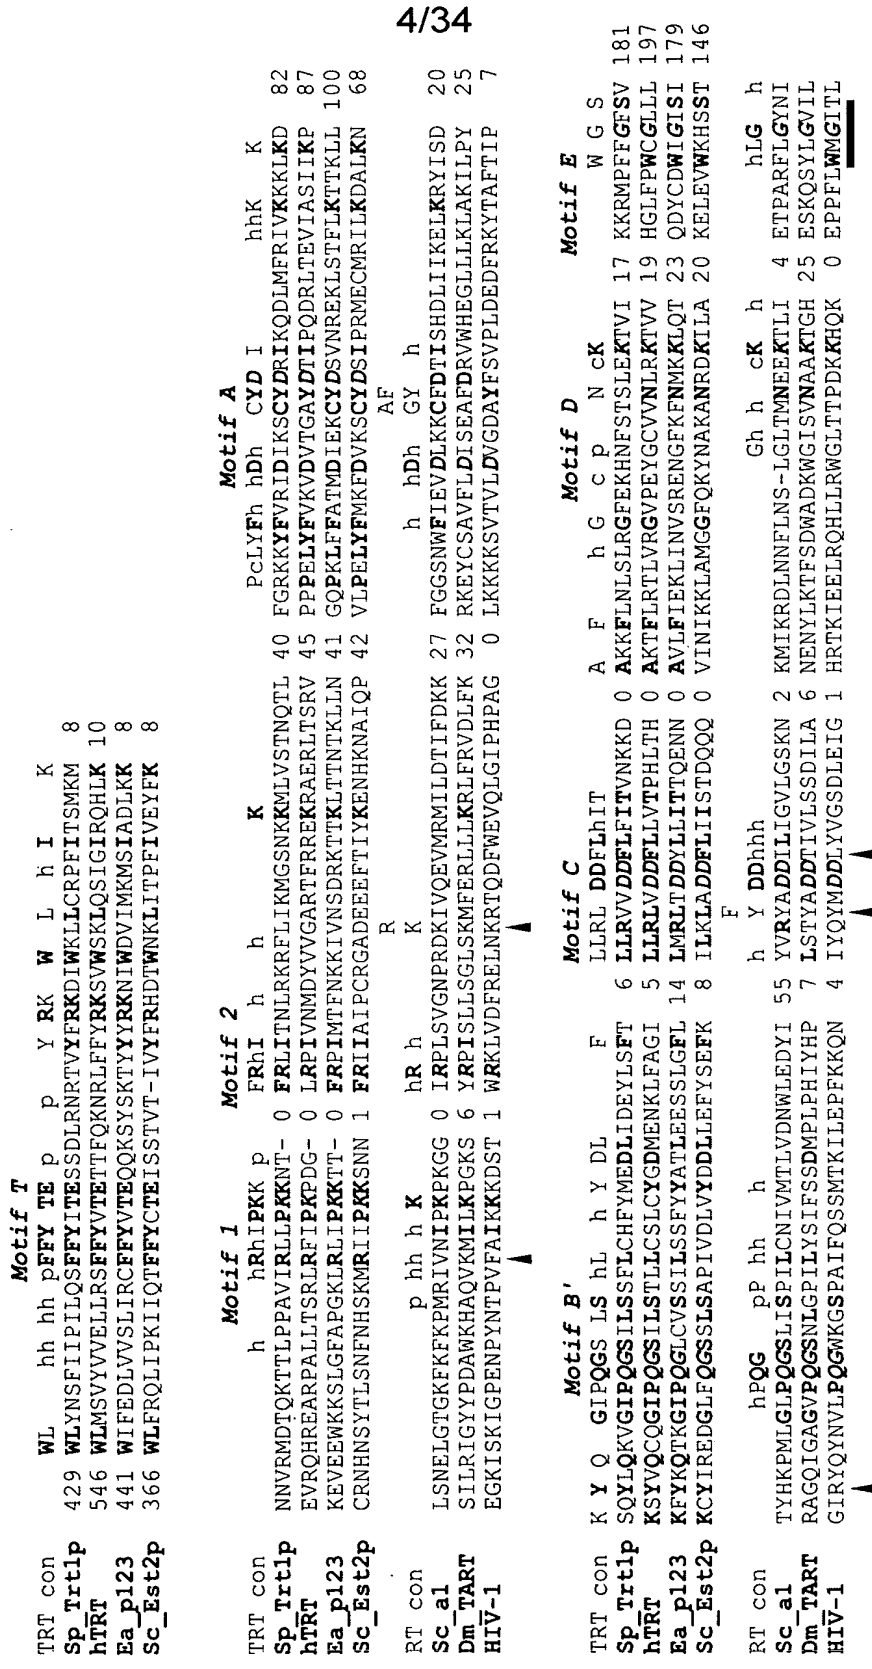 4/34
Motif T
TRT con WL hh hh pFFY TE p p Y RK W L h I K
Sp_Trt1p 429 WLYNSFIIPILQSFFYITESSDLRNRTVYFRKDIWKLLCRPFITSMKM 8
hTRT 546 WLMSVYVVELLRSFFYVTETTFQKNRLFFYRKSVWSKLQSIGIRQHLK 10
Ea_p123 441 WIFEDLVVSLIRCFFYVTEQQKSYSKTYYYRKNIWDVIMKMSIADLKK 8
Sc_Est2p 366 WLFRQLIPKIIQTFFYCTEISSTVT-IVYFRHDTWNKLITPFIVEYFK 8
Motif 1 Motif 2 Motif A
TRT con h hRhIPKK p FRhI h h K PcLYFh hDh CYD I hhK K
Sp_Trt1p NNVRMDTQKTTLPPAVIRLLPKKNT- 0 FRLITNLRKRFLIKMGSNKKMLVSTNQTL 40 FGRKKYFVRIDIKSCYDRIKQDLMFRIVKKKLKD 82
hTRT EVRQHREARPALLTSRLRFIPKPDG- 0 LRPIVNMDYVVGARTFRREKRAERLTSRV 45 PPPELYFVKVDVTGAYDTIPQDRLTEVIASIIKP 87
Ea_p123 KEVEEWKKSLGFAPGKLRLIPKKTT- 0 FRPIMTFNKKIVNSDRKTTKLTTNTKLLN 41 GQPKLFFATMDIEKCYDSVNREKLSTFLKTTKLL 100
Sc_Est2p CRNHNSYTLSNFNHSKMRIIPKKSNN 1 FRIIAIPCRGADEEEFTIYKENHKNAIQP 42 VLPELYFMKFDVKSCYDSIPRMECMRILKDALKN 68
R AF
RT con p hh h K hR h K h hDh GY h
Sc_a1 LSNELGTGKFKFKPMRIVNIPKPKGG 0 IRPLSVGNPRDKIVQEVMRMILDTIFDKK 27 FGGSNWFIEVDLKKCFDTISHDLIIKELKRYISD 20
Dm_TART SILRIGYYPDAWKHAQVKMILKPGKS 6 YRPISLLSGLSKMFERLLLKRLFRVDLFK 32 RKEYCSAVFLDISEAFDRVWHEGLLLKLAKILPY 25
HIV-1 EGKISKIGPENPYNTPVFAIKKKDST 1 WRKLVDFRELNKRTQDFWEVQLGIPHPAG 0 LKKKKSVTVLDVGDAYFSVPLDEDFRKYTAFTIP 7
Motif B' Motif C Motif D Motif E
TRT con K Y Q GIPQGS LS hL h Y DL F LLRL DDFLhIT A F h G c p N cK W G S
Sp_Trt1p SQYLQKVGIPQGSILSSFLCHFYMEDLIDEYLSFT 6 LLRVVDDFLFITVNKKD 0 AKKFLNLSLRGFEKHNFSTSLEKTVI 17 KKRMPFFGFSV 181
hTRT KSYVQCQGIPQGSILSTLLCSLCYGDMENKLFAGI 5 LLRLVDDFLLVTPHLTH 0 AKTFLRTLVRGVPEYGCVVNLRKTVV 19 HGLFPWCGLLL 197
Ea_p123 KFYKQTKGIPQGLCVSSILSSFYYATLEESSLGFL 14 LMRLTDDYLLITTQENN 0 AVLFIEKLINVSRENGFKFNMKKLQT 23 QDYCDWIGISI 179
Sc_Est2p KCYIREDGLFQGSSLSAPIVDLVYDDLLEFYSEFK 8 ILKLADDFLIISTDQQQ 0 VINIKKLAMGGFQKYNAKANRDKILA 20 KELEVWKHSST 146
F
RT con hPQG pP hh h h Y DDhhh Gh h cK h hLG h
Sc_a1 TYHKPMLGLPQGSLISPILCNIVMTLVDNWLEDYI 55 YVRYADDILIGVLGSKN 2 KMIKRDLNNFLNS-LGLTMNEEKTLI 4 ETPARFLGYNI
Dm_TART RAGQIGAGVPQGSNLGPILYSIFSSDMPLPHIYHP 7 LSTYADDTIVLSSDILA 6 NENYLKTFSDWADKWGISVNAAKTGH 25 ESKQSYLGVIL
HIV-1 GIRYQYNVLPQGWKGSPAIFQSSMTKILEPFKKQN 4 IYQYMDDLYVGSDLEIG 1 HRTKIEELRQHLLRWGLTTPDKKHQK 0 EPPFLWMGITL